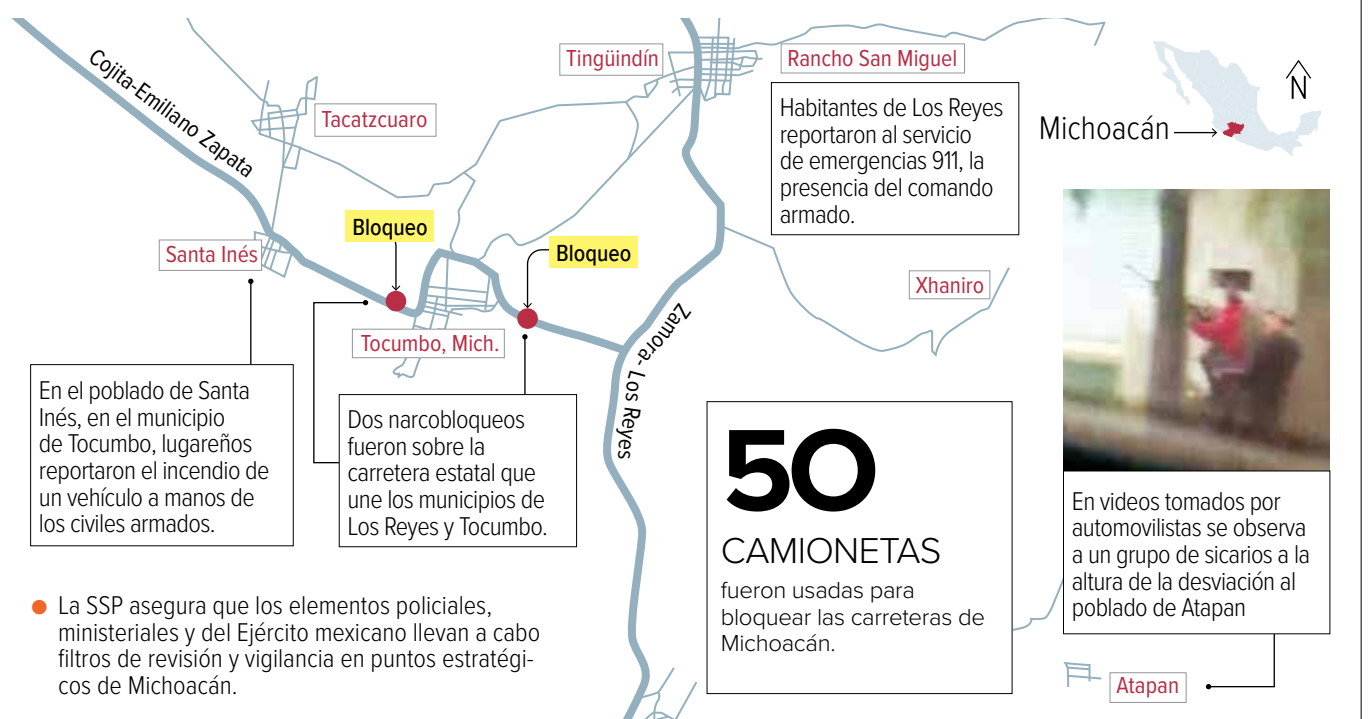 Cojita-Emiliano Zapata
Tacatzcuaro
Tingüindín
Rancho San Miguel
Habitantes de Los Reyes
reportaron al servicio
de emergencias 911, la
presencia del comando
armado.
Michoacán
N
Santa Inés
Bloqueo
Bloqueo
Tocumbo, Mich.
Xhaniro
Zamora- Los Reyes
En el poblado de Santa
Inés, en el municipio
de Tocumbo, lugareños
reportaron el incendio de
un vehículo a manos de
los civiles armados.
Dos narcobloqueos
fueron sobre la
carretera estatal que
une los municipios de
Los Reyes y Tocumbo.
50
CAMIONETAS
fueron usadas para
bloquear las carreteras de
Michoacán.
En videos tomados por
automovilistas se observa
a un grupo de sicarios a la
altura de la desviación al
poblado de Atapan
Atapan
La SSP asegura que los elementos policiales,
ministeriales y del Ejército mexicano llevan a cabo
filtros de revisión y vigilancia en puntos estratégi-
cos de Michoacán.